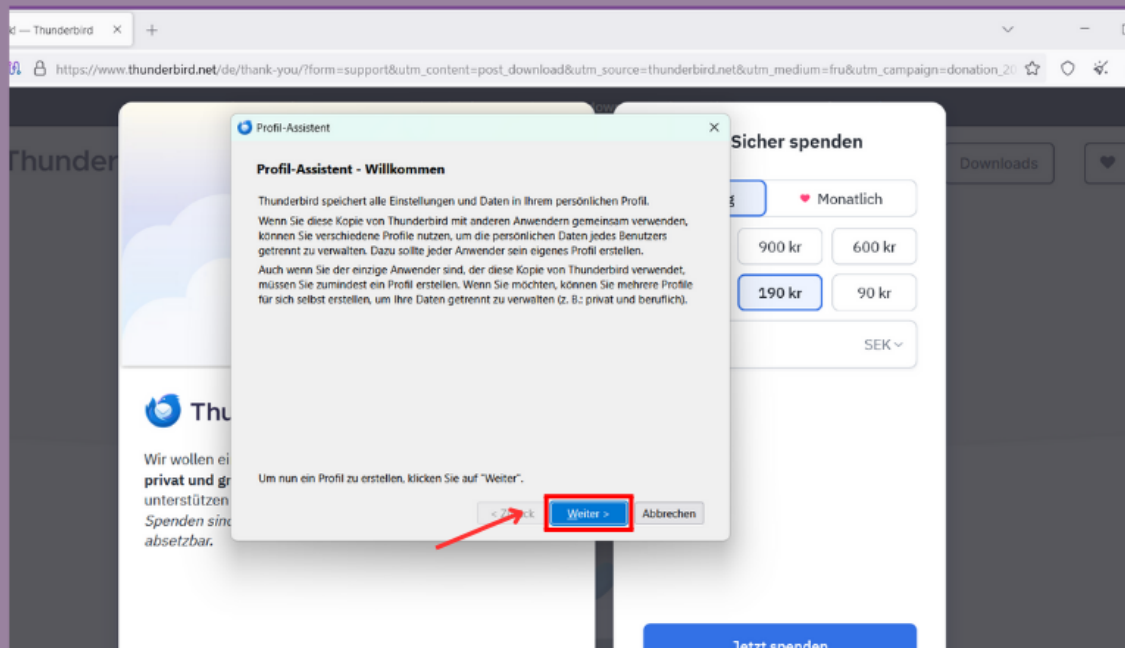 — Thunderbird
https://www.thunderbird.net/de/thank-you/?form=support&utm_content=post_download&utm_source=thunderbird.net&utm_medium=fru&utm_campaign=donation_20
Thunder
Downloads
Profil-Assistent
Profil-Assistent - Willkommen
Thunderbird speichert alle Einstellungen und Daten in Ihrem persönlichen Profil.
Wenn Sie diese Kopie von Thunderbird mit anderen Anwendern gemeinsam verwenden,
können Sie verschiedene Profile nutzen, um die persönlichen Daten jedes Benutzers
getrennt zu verwalten. Dazu sollte jeder Anwender sein eigenes Profil erstellen.
Auch wenn Sie der einzige Anwender sind, der diese Kopie von Thunderbird verwendet,
müssen Sie zumindest ein Profil erstellen. Wenn Sie möchten, können Sie mehrere Profile
für sich selbst erstellen, um Ihre Daten getrennt zu verwalten (z. B.: privat und beruflich).
Um nun ein Profil zu erstellen, klicken Sie auf "Weiter".
Weiter >
Abbrechen
Thu
Wir wollen ei
privat und gr
unterstützen
Spenden sind
absetzbar.
Sicher spenden
Monatlich
900 kr
600 kr
190 kr
90 kr
SEK
Jetzt spenden